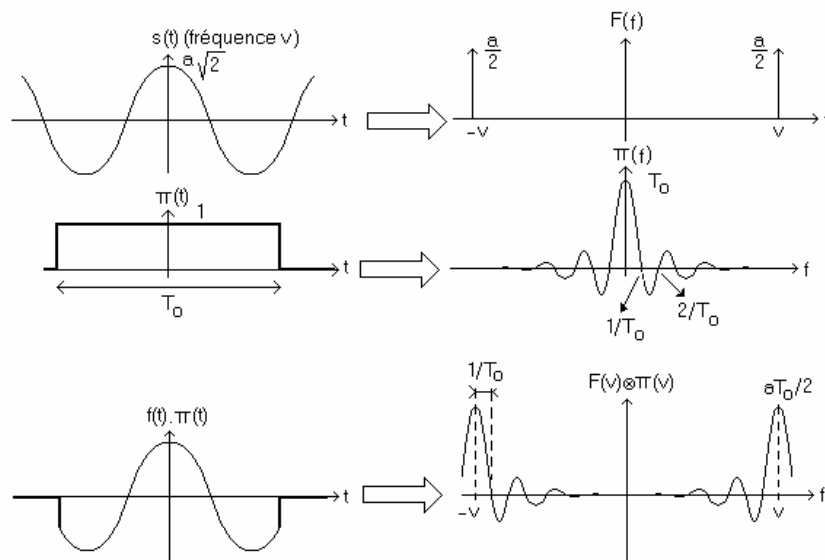 s(t) (fréquence ν)
a√2
t
F(f)
a/2
a/2
-ν
ν
π(t)
1
t
T₀
π(f)
T₀
f
1/T₀
2/T₀
f(t).π(t)
t
1/T₀
F(ν)⊗π(ν)
aT₀/2
-ν
ν
f